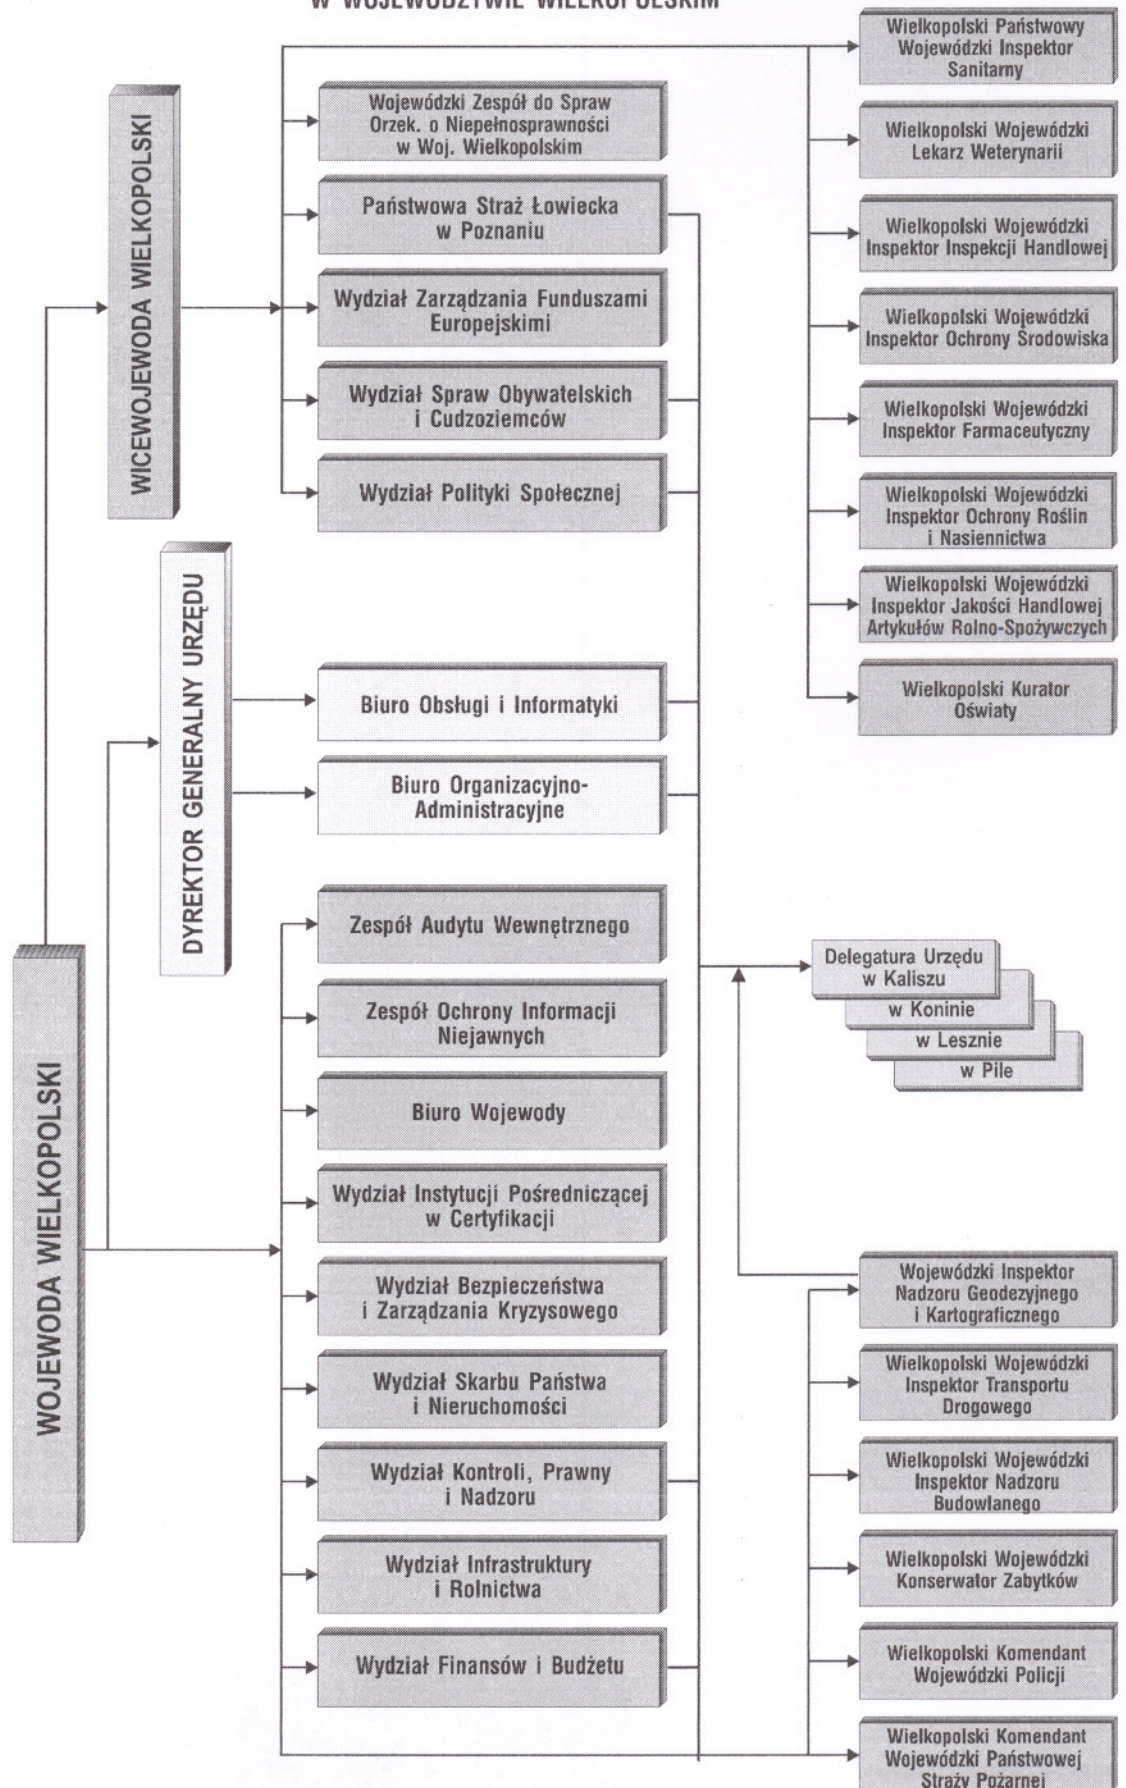 W WOJEWÓDZTWIE WIELKOPOLSKIM
WICEWOJEWODA WIELKOPOLSKI
Wojewódzki Zespół do Spraw
Orzek. o Niepełnosprawności
w Woj. Wielkopolskim
Państwowa Straż Łowiecka
w Poznaniu
Wydział Zarządzania Funduszami
Europejskimi
Wydział Spraw Obywatelskich
i Cudzoziemców
Wydział Polityki Społecznej
Wielkopolski Państwowy
Wojewódzki Inspektor
Sanitarny
Wielkopolski Wojewódzki
Lekarz Weterynarii
Wielkopolski Wojewódzki
Inspektor Inspekcji Handlowej
Wielkopolski Wojewódzki
Inspektor Ochrony Środowiska
Wielkopolski Wojewódzki
Inspektor Farmaceutyczny
Wielkopolski Wojewódzki
Inspektor Ochrony Roślin
i Nasiennictwa
Wielkopolski Wojewódzki
Inspektor Jakości Handlowej
Artykułów Rolno-Spożywczych
Wielkopolski Kurator
Oświaty
DYREKTOR GENERALNY URZĘDU
Biuro Obsługi i Informatyki
Biuro Organizacyjno-
Administracyjne
WOJEWODA WIELKOPOLSKI
Zespół Audytu Wewnętrznego
Zespół Ochrony Informacji
Niejawnych
Biuro Wojewody
Wydział Instytucji Pośredniczącej
w Certyfikacji
Wydział Bezpieczeństwa
i Zarządzania Kryzysowego
Wydział Skarbu Państwa
i Nieruchomości
Wydział Kontroli, Prawny
i Nadzoru
Wydział Infrastruktury
i Rolnictwa
Wydział Finansów i Budżetu
Delegatura Urzędu
w Kaliszu
w Koninie
w Lesznie
w Pile
Wojewódzki Inspektor
Nadzoru Geodezyjnego
i Kartograficznego
Wielkopolski Wojewódzki
Inspektor Transportu
Drogowego
Wielkopolski Wojewódzki
Inspektor Nadzoru
Budowlanego
Wielkopolski Wojewódzki
Konserwator Zabytków
Wielkopolski Komendant
Wojewódzki Policji
Wielkopolski Komendant
Wojewódzki Państwowej
Straży Pożarnej